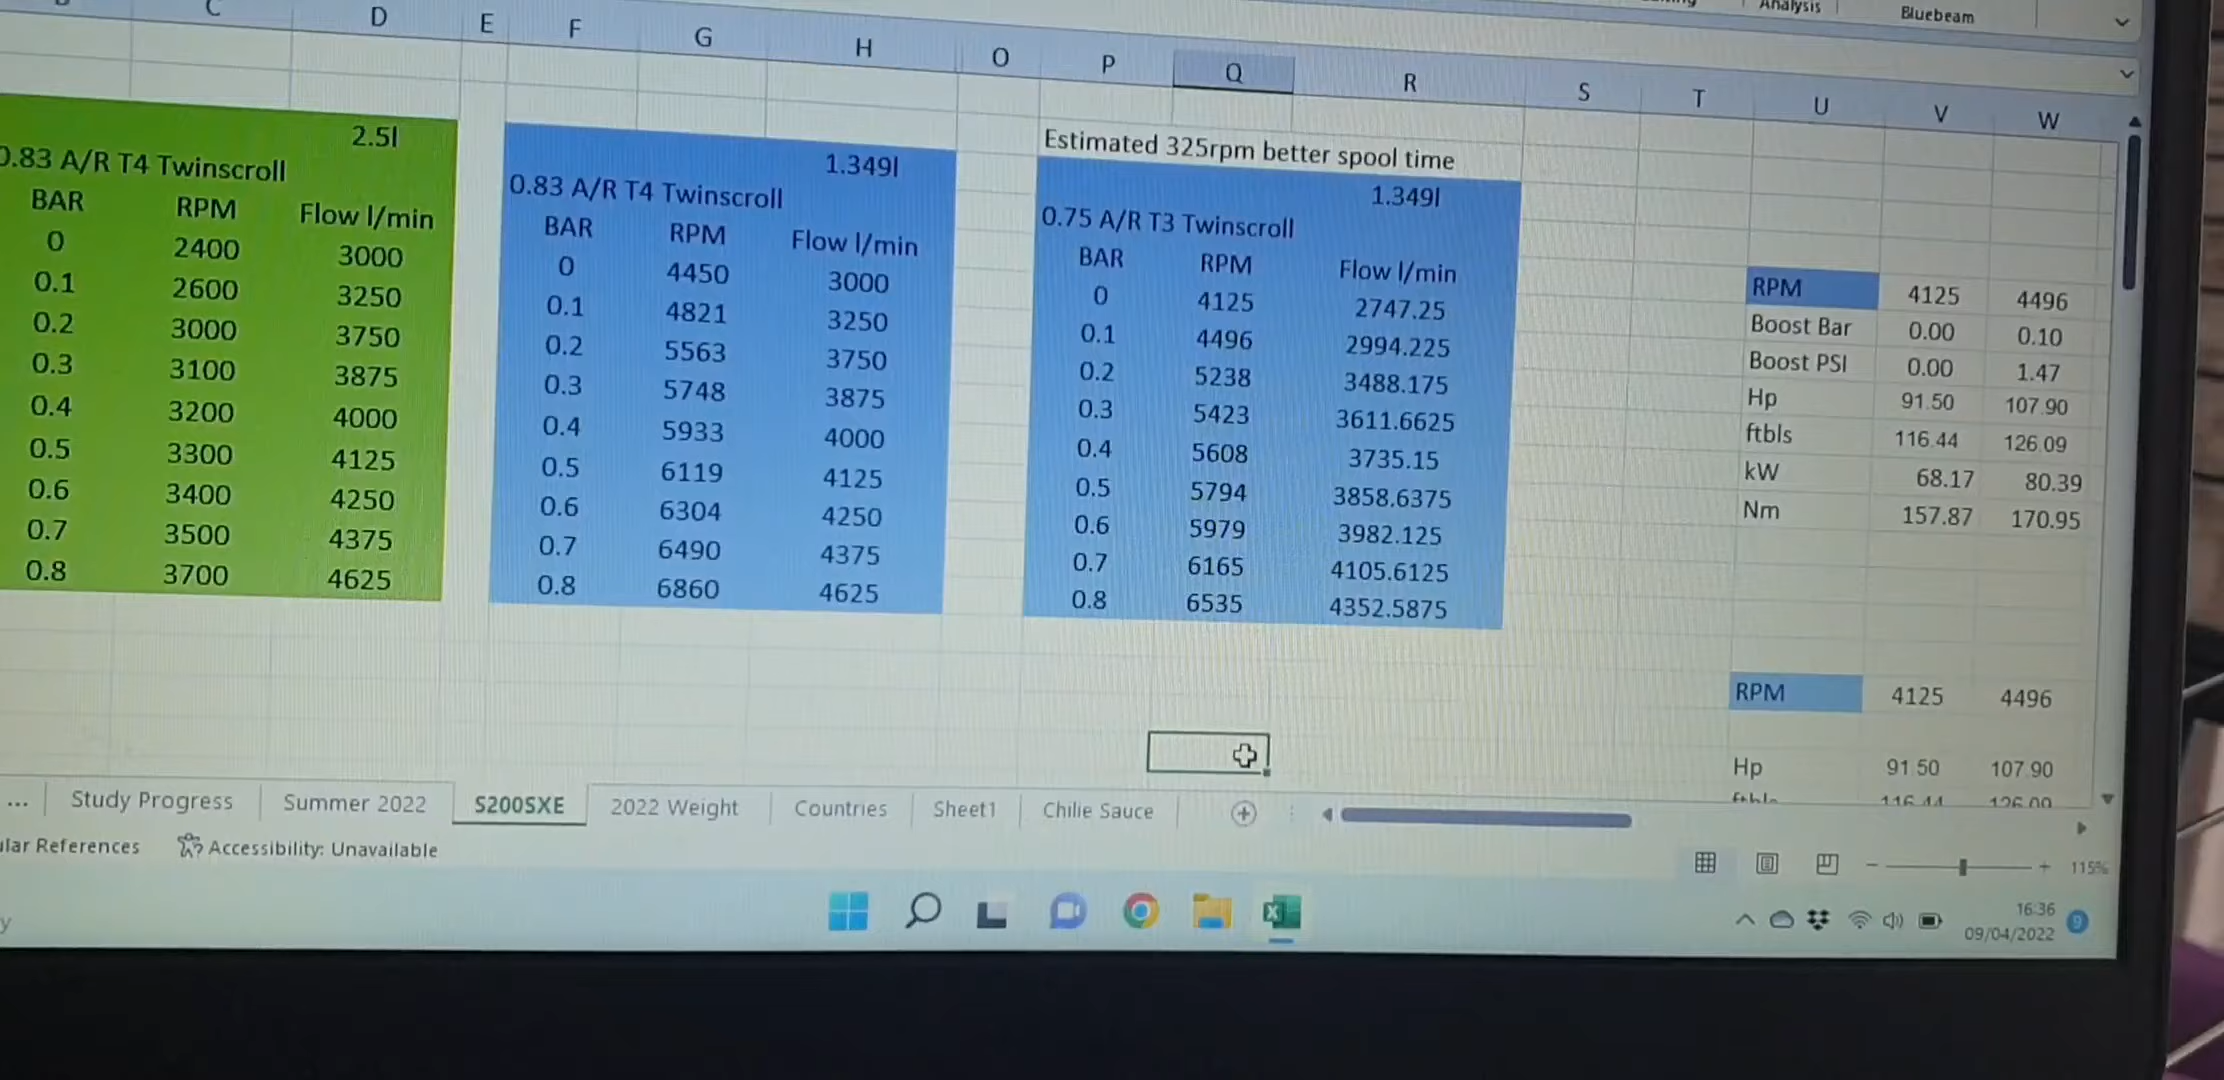 Analysis
Bluebeam
D E F G H O P Q R S T U V W
2.5l
0.83 A/R T4 Twinscroll
BAR RPM Flow l/min
0 2400 3000
0.1 2600 3250
0.2 3000 3750
0.3 3100 3875
0.4 3200 4000
0.5 3300 4125
0.6 3400 4250
0.7 3500 4375
0.8 3700 4625
1.349l
0.83 A/R T4 Twinscroll
BAR RPM Flow l/min
0 4450 3000
0.1 4821 3250
0.2 5563 3750
0.3 5748 3875
0.4 5933 4000
0.5 6119 4125
0.6 6304 4250
0.7 6490 4375
0.8 6860 4625
Estimated 325rpm better spool time
1.349l
0.75 A/R T3 Twinscroll
BAR RPM Flow l/min
0 4125 2747.25
0.1 4496 2994.225
0.2 5238 3488.175
0.3 5423 3611.6625
0.4 5608 3735.15
0.5 5794 3858.6375
0.6 5979 3982.125
0.7 6165 4105.6125
0.8 6535 4352.5875
RPM 4125 4496
Boost Bar 0.00 0.10
Boost PSI 0.00 1.47
Hp 91.50 107.90
ftbls 116.44 126.09
kW 68.17 80.39
Nm 157.87 170.95
RPM 4125 4496
Hp 91.50 107.90
... Study Progress Summer 2022 S200SXE 2022 Weight Countries Sheet1 Chilie Sauce
References Accessibility: Unavailable
115%
16:36
09/04/2022
9